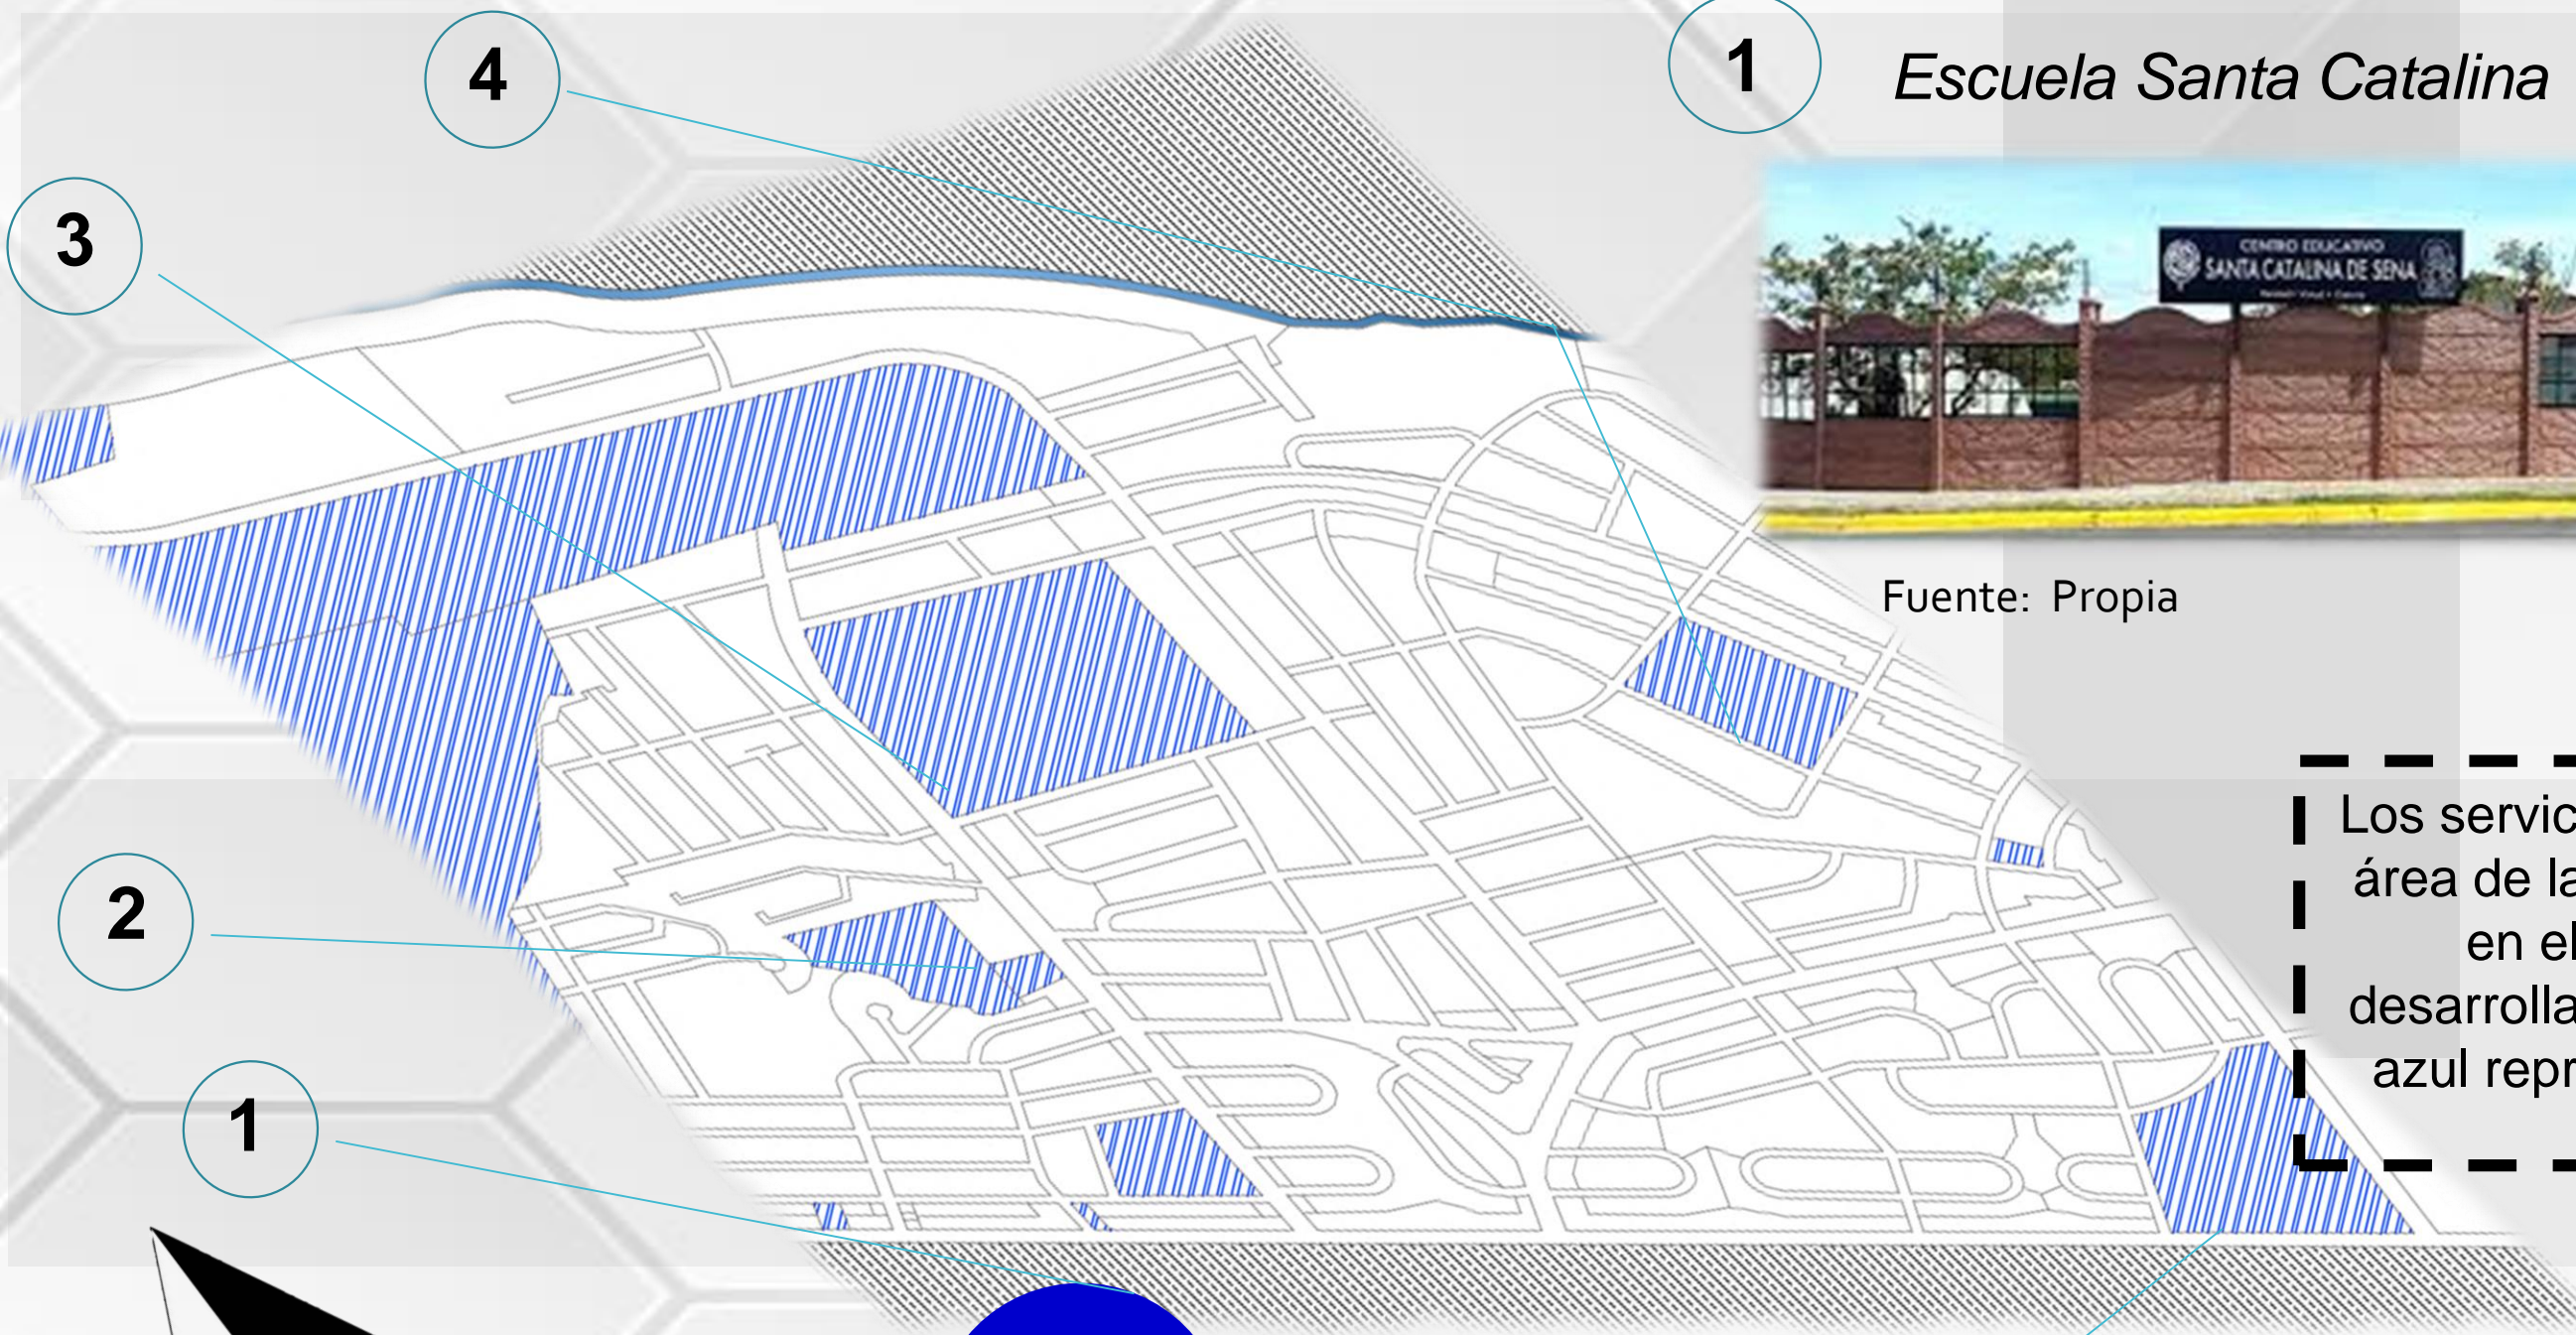 4
1
Escuela Santa Catalina
3
CENTRO EDUCATIVO
SANTA CATALINA DE SENA
Fuente: Propia
Los servic
área de la
en el
desarrolla
azul repr
2
1